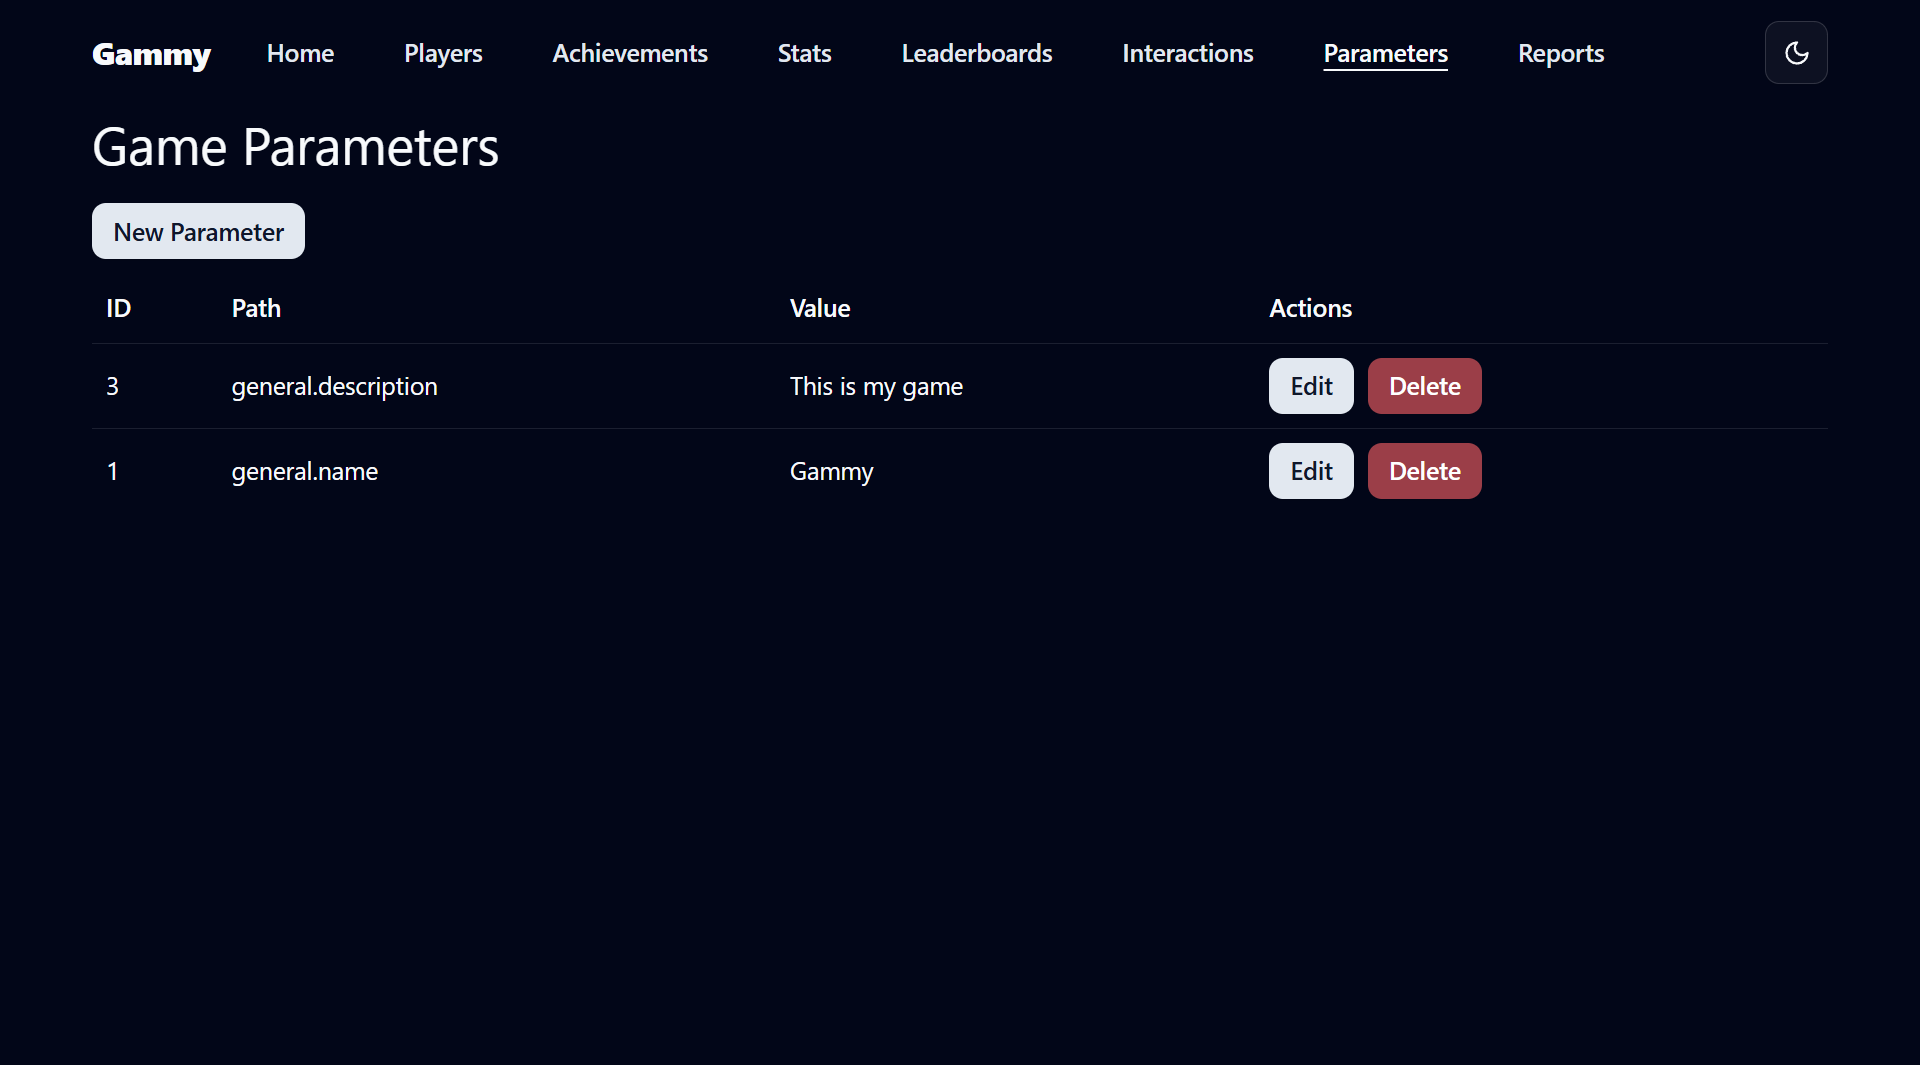 Gammy Home Players Achievements Stats Leaderboards Interactions Parameters Reports
Game Parameters
New Parameter
ID Path Value Actions
3 general.description This is my game Edit Delete
1 general.name Gammy Edit Delete